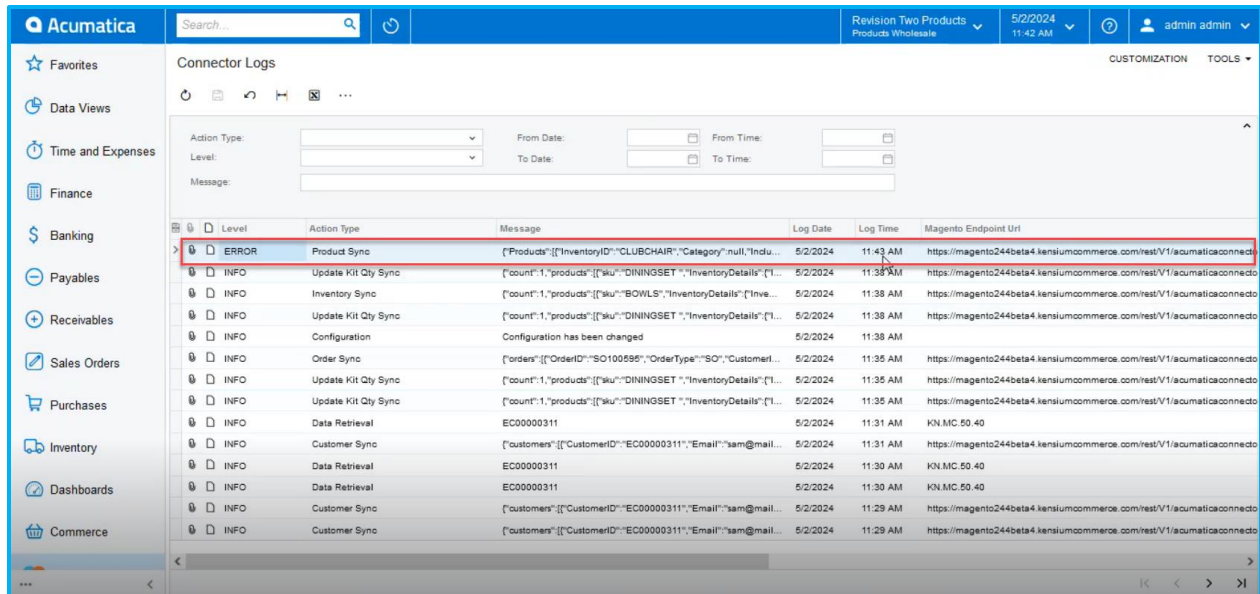 Acumatica
Search...
Revision Two Products
Products Wholesale
5/2/2024
11:42 AM
admin admin
Favorites
Data Views
Time and Expenses
Finance
Banking
Payables
Receivables
Sales Orders
Purchases
Inventory
Dashboards
Commerce
Connector Logs
CUSTOMIZATION TOOLS
Action Type: From Date: From Time:
Level: To Date: To Time:
Message:
Level Action Type Message Log Date Log Time Magento Endpoint Url
ERROR Product Sync {"Products":[{"InventoryID":"CLUBCHAIR","Category":null,"Inclu... 5/2/2024 11:43 AM https://magento244beta4.kensiumcommerce.com/rest/V1/acumaticaconnecto
INFO Update Kit Qty Sync {"count":1,"products":[{"sku":"DININGSET ","InventoryDetails":{"I... 5/2/2024 11:38 AM https://magento244beta4.kensiumcommerce.com/rest/V1/acumaticaconnecto
INFO Inventory Sync {"count":1,"products":[{"sku":"BOWLS","InventoryDetails":{"Inve... 5/2/2024 11:38 AM https://magento244beta4.kensiumcommerce.com/rest/V1/acumaticaconnecto
INFO Update Kit Qty Sync {"count":1,"products":[{"sku":"DININGSET ","InventoryDetails":{"I... 5/2/2024 11:38 AM https://magento244beta4.kensiumcommerce.com/rest/V1/acumaticaconnecto
INFO Configuration Configuration has been changed 5/2/2024 11:38 AM
INFO Order Sync {"orders":[{"OrderID":"SO100595","OrderType":"SO","CustomerI... 5/2/2024 11:35 AM https://magento244beta4.kensiumcommerce.com/rest/V1/acumaticaconnecto
INFO Update Kit Qty Sync {"count":1,"products":[{"sku":"DININGSET ","InventoryDetails":{"I... 5/2/2024 11:35 AM https://magento244beta4.kensiumcommerce.com/rest/V1/acumaticaconnecto
INFO Update Kit Qty Sync {"count":1,"products":[{"sku":"DININGSET ","InventoryDetails":{"I... 5/2/2024 11:35 AM https://magento244beta4.kensiumcommerce.com/rest/V1/acumaticaconnecto
INFO Data Retrieval EC00000311 5/2/2024 11:31 AM KN.MC.50.40
INFO Customer Sync {"customers":[{"CustomerID":"EC00000311","Email":"sam@mail... 5/2/2024 11:31 AM https://magento244beta4.kensiumcommerce.com/rest/V1/acumaticaconnecto
INFO Data Retrieval EC00000311 5/2/2024 11:30 AM KN.MC.50.40
INFO Data Retrieval EC00000311 5/2/2024 11:30 AM KN.MC.50.40
INFO Customer Sync {"customers":[{"CustomerID":"EC00000311","Email":"sam@mail... 5/2/2024 11:29 AM https://magento244beta4.kensiumcommerce.com/rest/V1/acumaticaconnecto
INFO Customer Sync {"customers":[{"CustomerID":"EC00000311","Email":"sam@mail... 5/2/2024 11:29 AM https://magento244beta4.kensiumcommerce.com/rest/V1/acumaticaconnecto